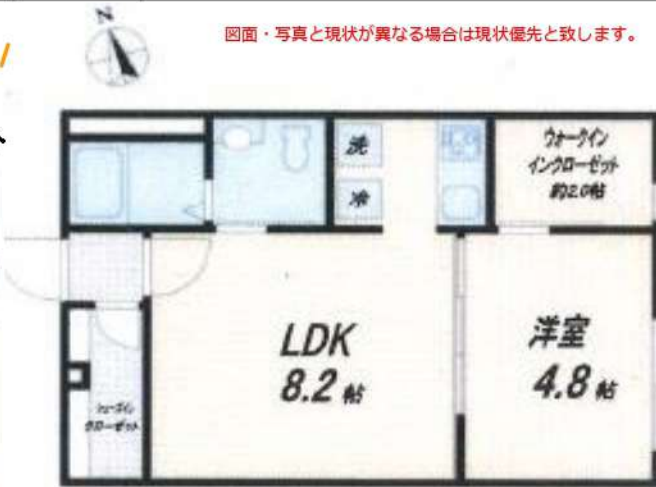 N
図面・写真と現状が異なる場合は現状優先と致します。
洗
冷
ウォークイン
インクローゼット
約2.0帖
LDK
8.2 帖
洋室
4.8 帖
シューズイン
クローゼット